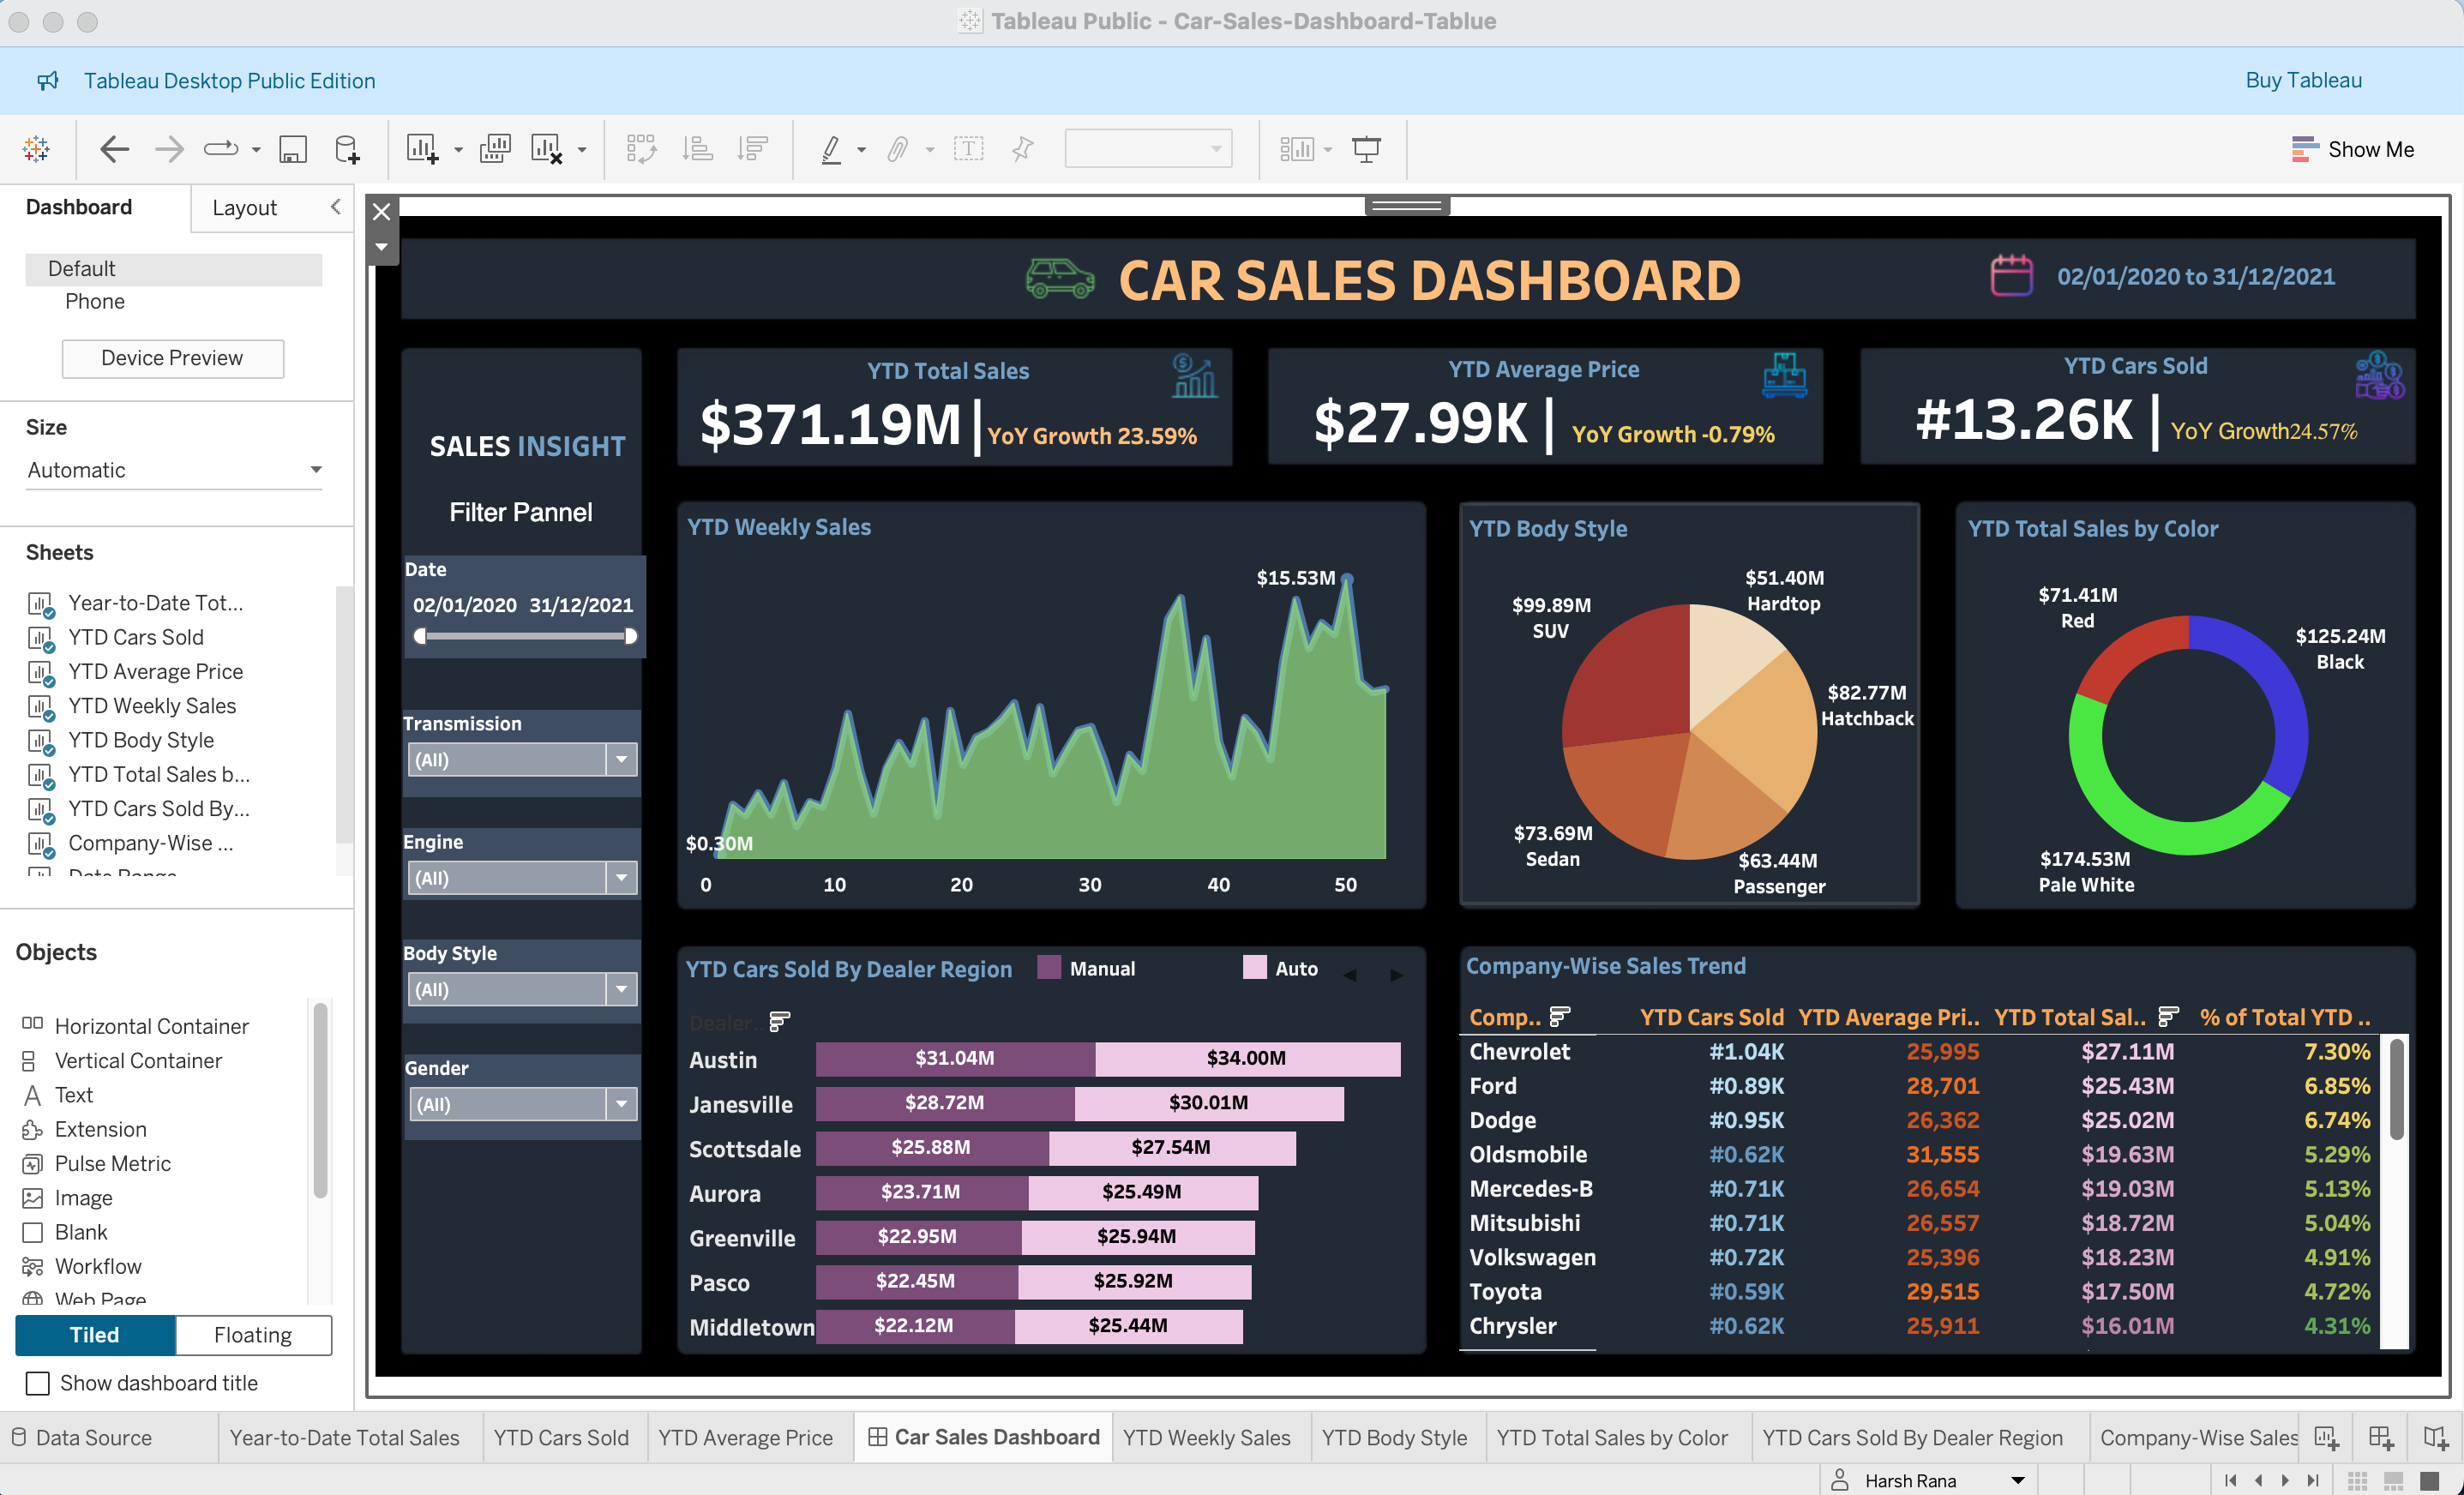 Tableau Public - Car-Sales-Dashboard-Tablue
Tableau Desktop Public Edition
Buy Tableau
Show Me
Dashboard
Layout
Default
Phone
Device Preview
Size
Automatic
Sheets
Year-to-Date Tot...
YTD Cars Sold
YTD Average Price
YTD Weekly Sales
YTD Body Style
YTD Total Sales b...
YTD Cars Sold By...
Company-Wise ...
Date Range
Objects
Horizontal Container
Vertical Container
Text
Extension
Pulse Metric
Image
Blank
Workflow
Web Page
Tiled
Floating
Show dashboard title
CAR SALES DASHBOARD
02/01/2020 to 31/12/2021
SALES INSIGHT
Filter Pannel
Date
02/01/2020 31/12/2021
Transmission
(All)
Engine
(All)
Body Style
(All)
Gender
(All)
YTD Total Sales
$371.19M | YoY Growth 23.59%
YTD Average Price
$27.99K | YoY Growth -0.79%
YTD Cars Sold
#13.26K | YoY Growth24.57%
YTD Weekly Sales
$15.53M
$0.30M
0 10 20 30 40 50
YTD Body Style
$51.40M
Hardtop
$99.89M
SUV
$82.77M
Hatchback
$73.69M
Sedan
$63.44M
Passenger
YTD Total Sales by Color
$71.41M
Red
$125.24M
Black
$174.53M
Pale White
YTD Cars Sold By Dealer Region Manual Auto
Dealer..
Austin $31.04M $34.00M
Janesville $28.72M $30.01M
Scottsdale $25.88M $27.54M
Aurora $23.71M $25.49M
Greenville $22.95M $25.94M
Pasco $22.45M $25.92M
Middletown $22.12M $25.44M
Company-Wise Sales Trend
Comp.. YTD Cars Sold YTD Average Pri.. YTD Total Sal.. % of Total YTD ..
Chevrolet #1.04K 25,995 $27.11M 7.30%
Ford #0.89K 28,701 $25.43M 6.85%
Dodge #0.95K 26,362 $25.02M 6.74%
Oldsmobile #0.62K 31,555 $19.63M 5.29%
Mercedes-B #0.71K 26,654 $19.03M 5.13%
Mitsubishi #0.71K 26,557 $18.72M 5.04%
Volkswagen #0.72K 25,396 $18.23M 4.91%
Toyota #0.59K 29,515 $17.50M 4.72%
Chrysler #0.62K 25,911 $16.01M 4.31%
Data Source
Year-to-Date Total Sales
YTD Cars Sold
YTD Average Price
Car Sales Dashboard
YTD Weekly Sales
YTD Body Style
YTD Total Sales by Color
YTD Cars Sold By Dealer Region
Company-Wise Sales
Harsh Rana